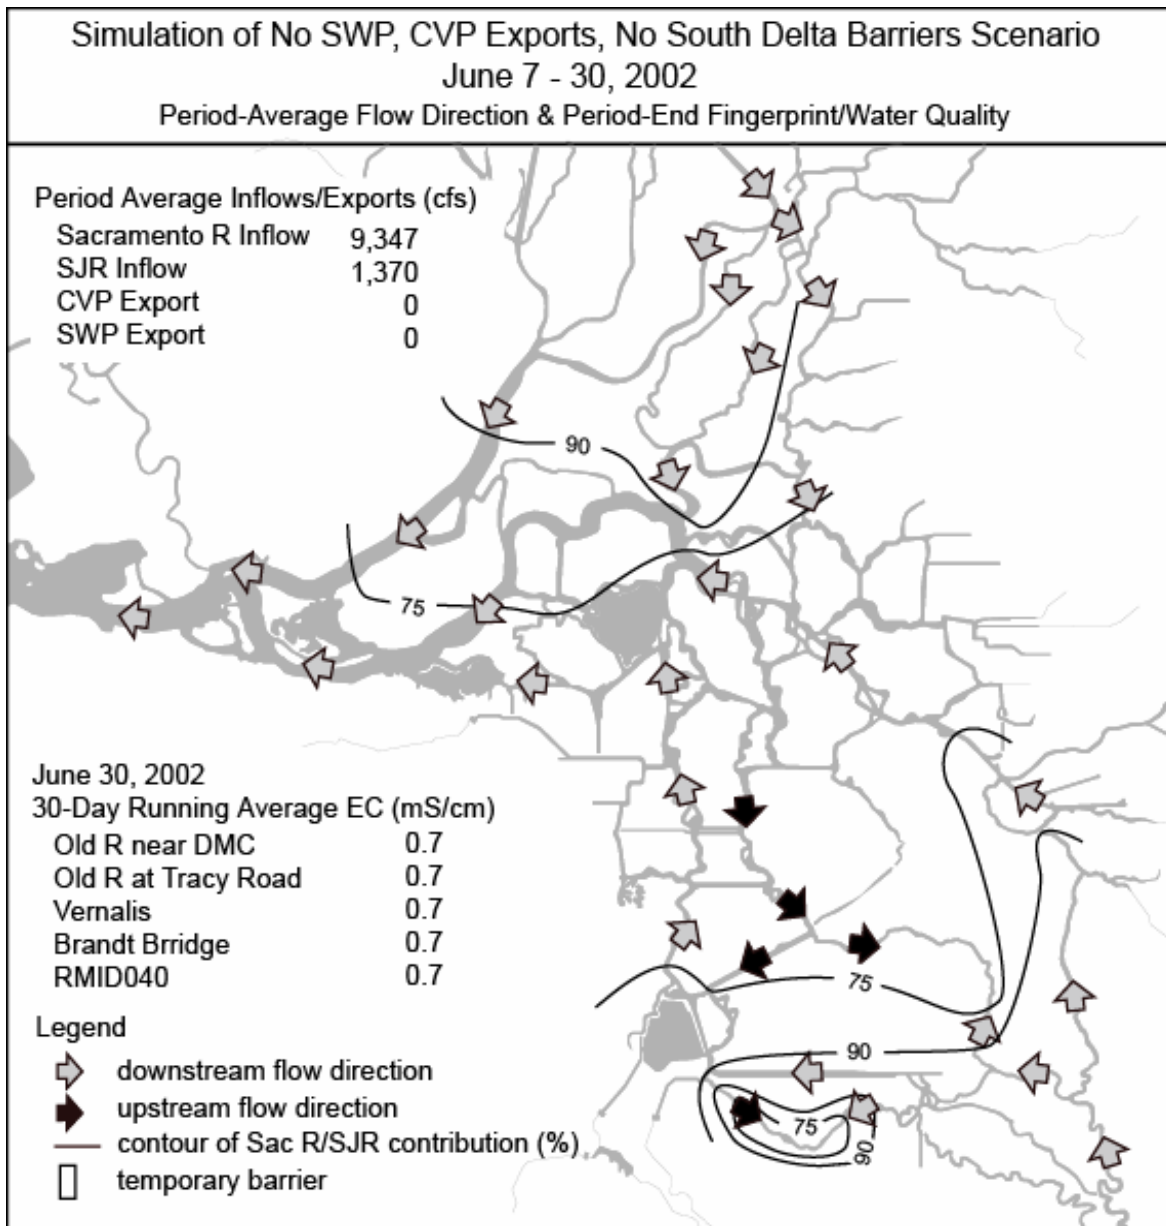 Simulation of No SWP, CVP Exports, No South Delta Barriers Scenario
June 7 - 30, 2002
Period-Average Flow Direction & Period-End Fingerprint/Water Quality
Period Average Inflows/Exports (cfs)
Sacramento R Inflow 9,347
SJR Inflow 1,370
CVP Export 0
SWP Export 0
90
75
June 30, 2002
30-Day Running Average EC (mS/cm)
Old R near DMC 0.7
Old R at Tracy Road 0.7
Vernalis 0.7
Brandt Brridge 0.7
RMID040 0.7
75
90
75
90
Legend
downstream flow direction
upstream flow direction
contour of Sac R/SJR contribution (%)
temporary barrier